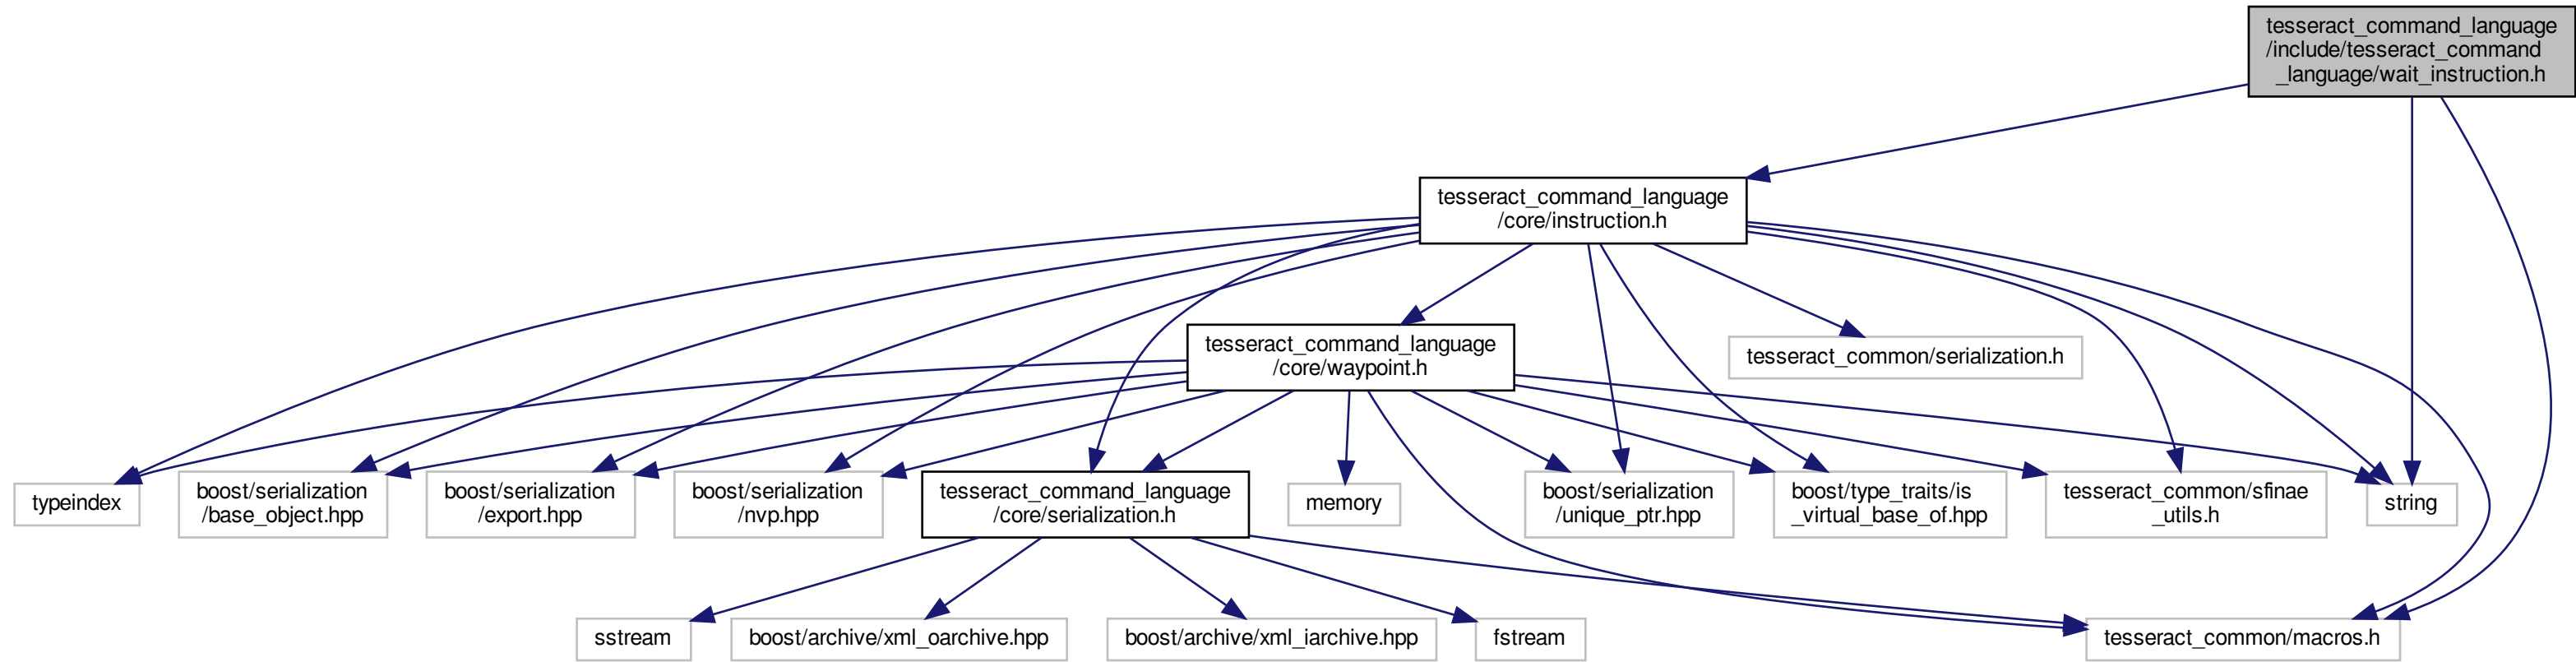 tesseract_command_language
/include/tesseract_command
_language/wait_instruction.h
tesseract_command_language
/core/instruction.h
tesseract_command_language
/core/waypoint.h
tesseract_common/serialization.h
typeindex
boost/serialization
/base_object.hpp
boost/serialization
/export.hpp
boost/serialization
/nvp.hpp
tesseract_command_language
/core/serialization.h
memory
boost/serialization
/unique_ptr.hpp
boost/type_traits/is
_virtual_base_of.hpp
tesseract_common/sfinae
_utils.h
string
sstream
boost/archive/xml_oarchive.hpp
boost/archive/xml_iarchive.hpp
fstream
tesseract_common/macros.h